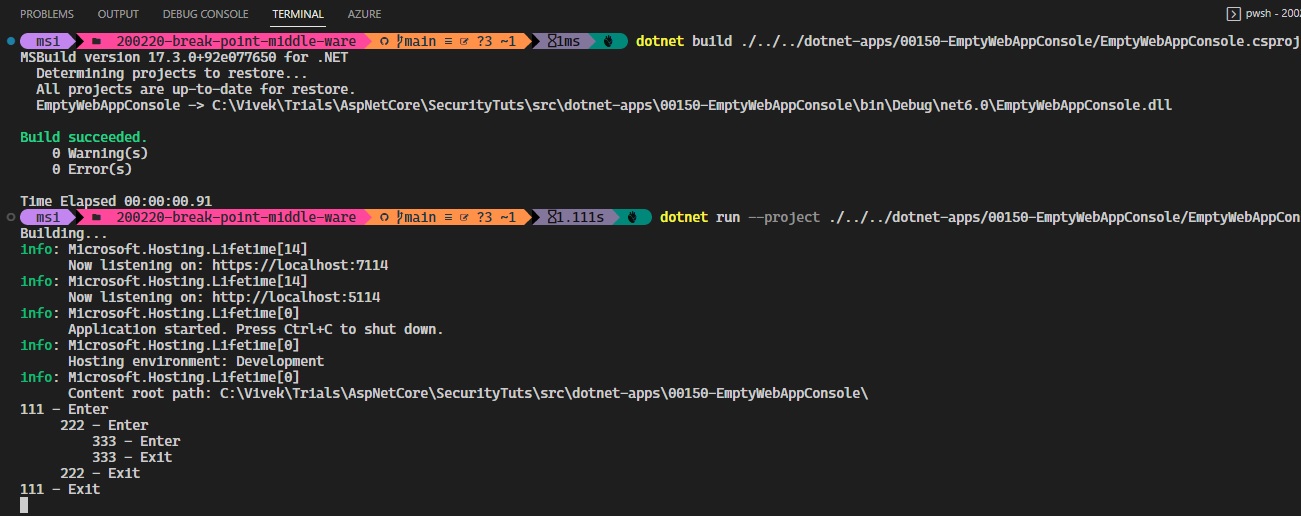 PROBLEMS OUTPUT DEBUG CONSOLE TERMINAL AZURE pwsh - 200
msi 200220-break-point-middle-ware main ≡ ?3 ~1 1ms dotnet build ./../../dotnet-apps/00150-EmptyWebAppConsole/EmptyWebAppConsole.csproj
MSBuild version 17.3.0+92e077650 for .NET
Determining projects to restore...
All projects are up-to-date for restore.
EmptyWebAppConsole -> C:\Vivek\Trials\AspNetCore\SecurityTuts\src\dotnet-apps\00150-EmptyWebAppConsole\bin\Debug\net6.0\EmptyWebAppConsole.dll
Build succeeded.
0 Warning(s)
0 Error(s)
Time Elapsed 00:00:00.91
msi 200220-break-point-middle-ware main ≡ ?3 ~1 1.111s dotnet run --project ./../../dotnet-apps/00150-EmptyWebAppConsole/EmptyWebAppCon
Building...
info: Microsoft.Hosting.Lifetime[14]
Now listening on: https://localhost:7114
info: Microsoft.Hosting.Lifetime[14]
Now listening on: http://localhost:5114
info: Microsoft.Hosting.Lifetime[0]
Application started. Press Ctrl+C to shut down.
info: Microsoft.Hosting.Lifetime[0]
Hosting environment: Development
info: Microsoft.Hosting.Lifetime[0]
Content root path: C:\Vivek\Trials\AspNetCore\SecurityTuts\src\dotnet-apps\00150-EmptyWebAppConsole\
111 - Enter
222 - Enter
333 - Enter
333 - Exit
222 - Exit
111 - Exit